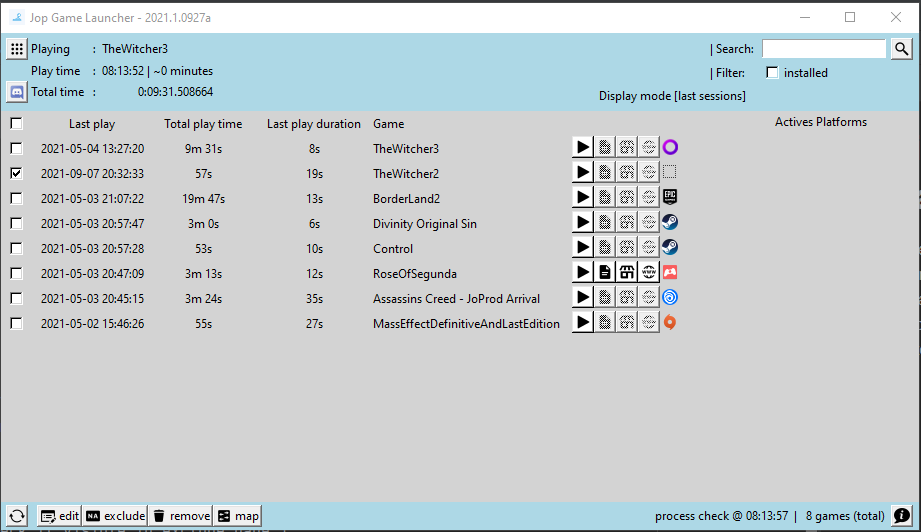 Jop Game Launcher - 2021.1.0927a
Playing : TheWitcher3 | Search:
Play time : 08:13:52 | ~0 minutes | Filter: installed
Total time : 0:09:31.508664 Display mode [last sessions]
Last play Total play time Last play duration Game Actives Platforms
2021-05-04 13:27:20 9m 31s 8s TheWitcher3
2021-09-07 20:32:33 57s 19s TheWitcher2
2021-05-03 21:07:22 19m 47s 13s BorderLand2 EPIC
2021-05-03 20:57:47 3m 0s 6s Divinity Original Sin
2021-05-03 20:57:28 53s 10s Control
2021-05-03 20:47:09 3m 13s 12s RoseOfSegunda www
2021-05-03 20:45:15 3m 24s 35s Assassins Creed - JoProd Arrival
2021-05-02 15:46:26 55s 27s MassEffectDefinitiveAndLastEdition
edit NA exclude remove map process check @ 08:13:57 | 8 games (total)